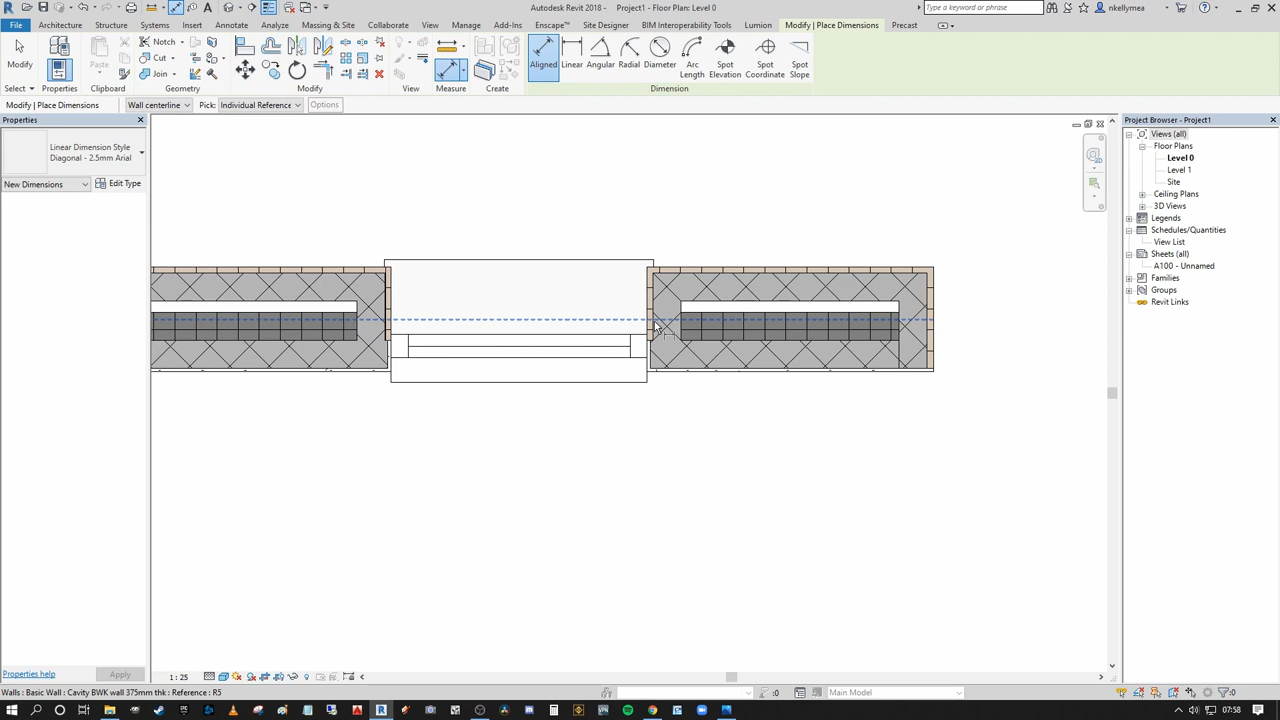 Autodesk Revit 2018 - Project1 - Floor Plan: Level 0
Type a keyword or phrase
nkellymea
File
Architecture
Structure
Systems
Insert
Annotate
Analyze
Massing & Site
Collaborate
View
Manage
Add-Ins
Enscape™
Site Designer
BIM Interoperability Tools
Lumion
Modify | Place Dimensions
Precast
Modify
Paste
Notch
Cut
Join
Aligned
Linear
Angular
Radial
Diameter
Arc Length
Spot Elevation
Spot Coordinate
Spot Slope
Select
Properties
Clipboard
Geometry
Modify
View
Measure
Create
Dimension
Modify | Place Dimensions
Wall centerline
Pick:
Individual Reference
Options
Properties
Linear Dimension Style
Diagonal - 2.5mm Arial
New Dimensions
Edit Type
Project Browser - Project1
Views (all)
Floor Plans
Level 0
Level 1
Site
Ceiling Plans
3D Views
Legends
Schedules/Quantities
View List
Sheets (all)
A100 - Unnamed
Families
Groups
Revit Links
Properties help
Apply
1 : 25
Walls : Basic Wall : Cavity BWK wall 375mm thk : Reference : R5
:0
Main Model
:0
07:58